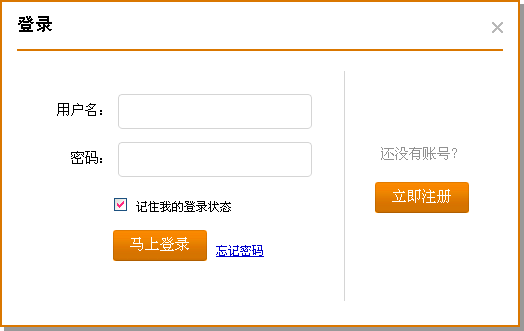 登录
用户名：
密码：
记住我的登录状态
马上登录 忘记密码
还没有账号？
立即注册